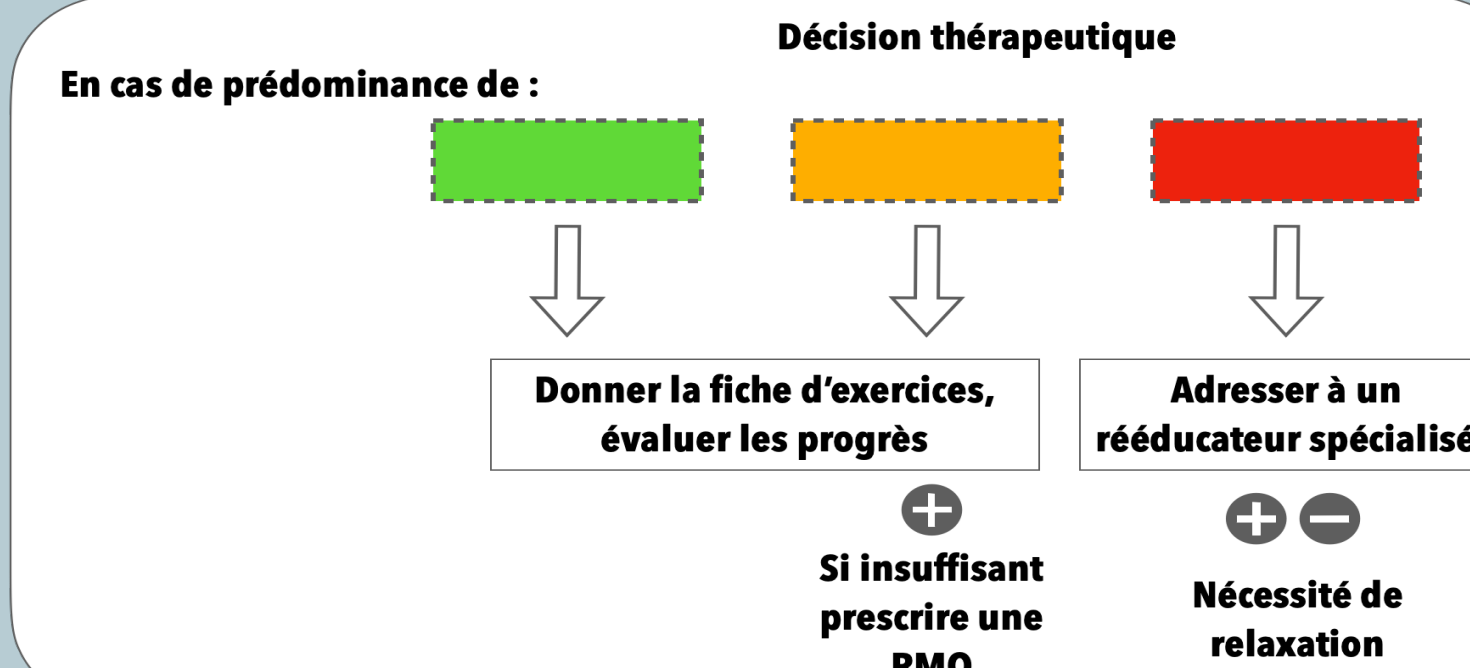 Décision thérapeutique
En cas de prédominance de :
Donner la fiche d’exercices,
évaluer les progrès
Adresser à un
rééducateur spécialisé
Si insuffisant
prescrire une
PMO
Nécessité de
relaxation